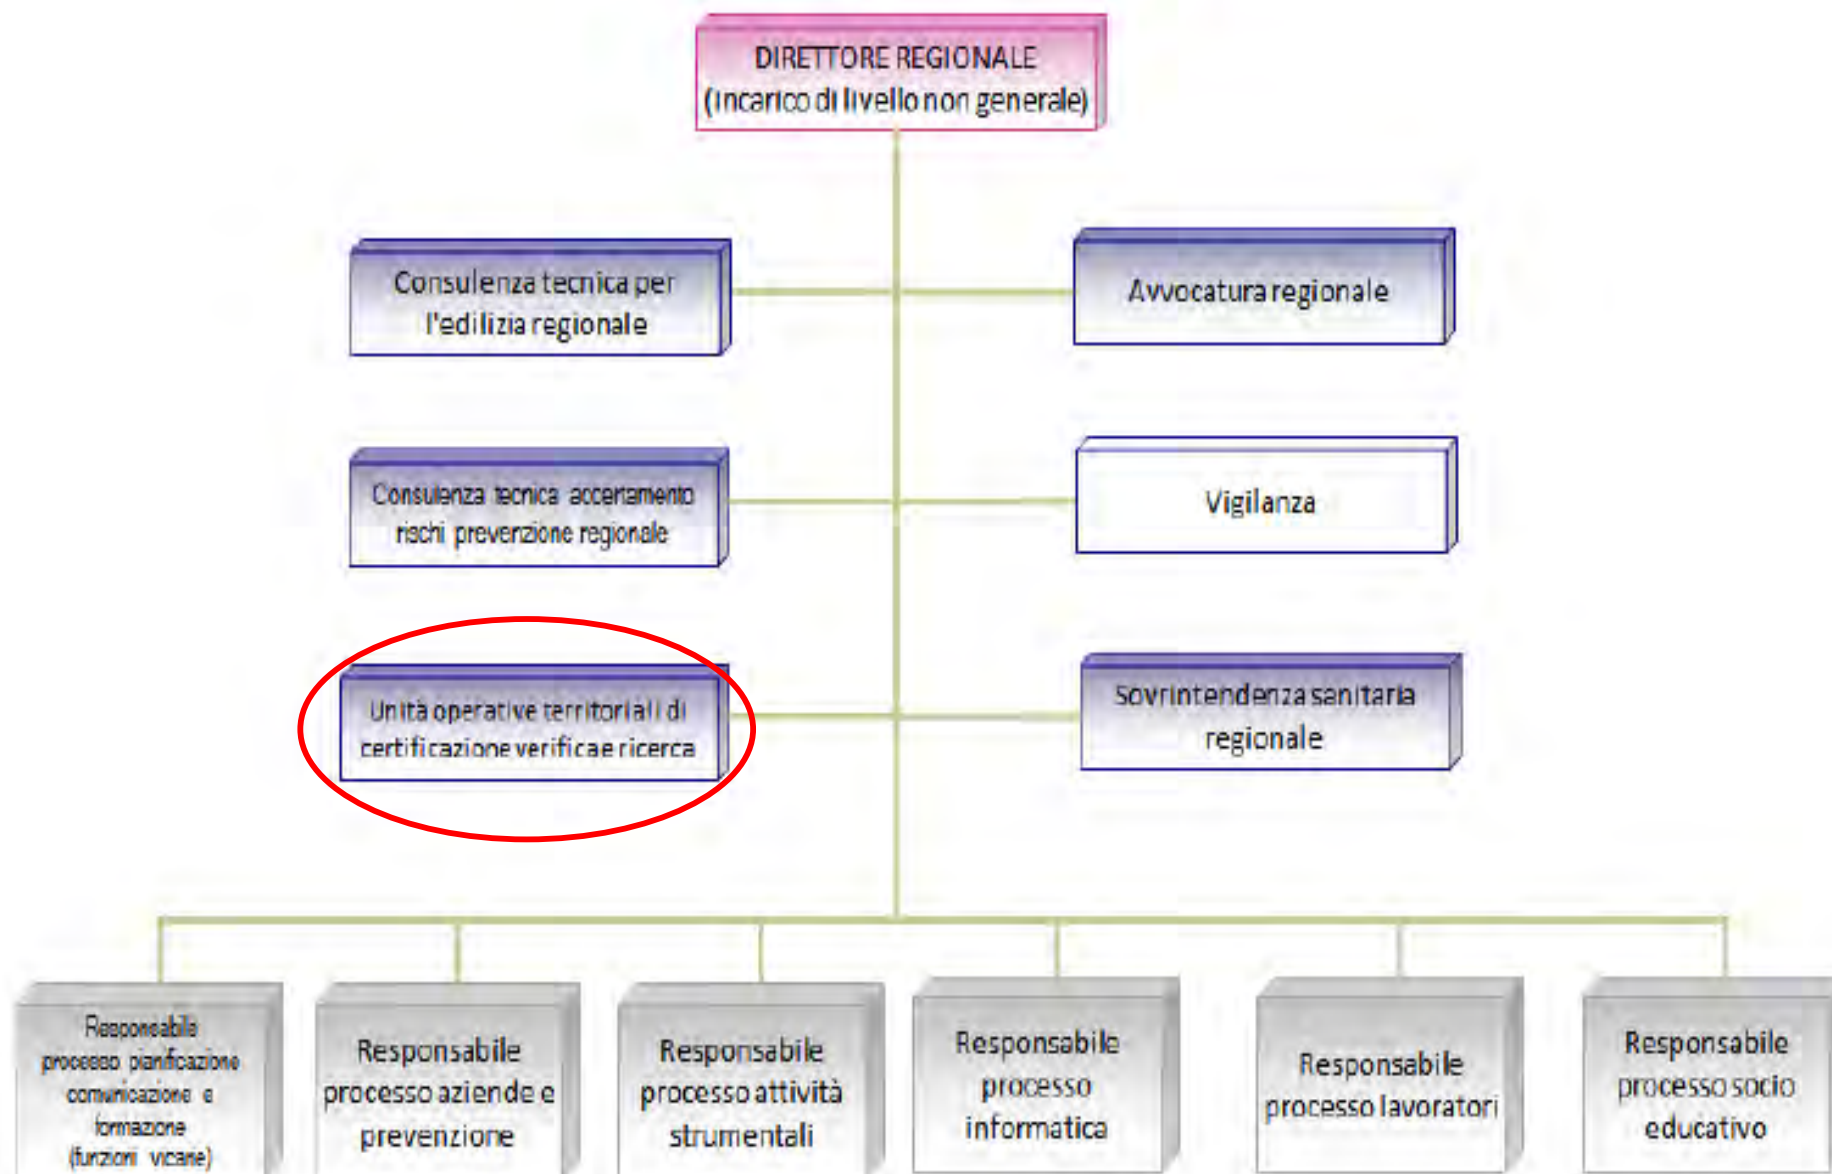 DIRETTORE REGIONALE
(incarico di livello non generale)
Consulenza tecnica per
l'edilizia regionale
Avvocatura regionale
Consulenza tecnica accertamento
rischi prevenzione regionale
Vigilanza
Unità operative territoriali di
certificazione verifica e ricerca
Sovrintendenza sanitaria
regionale
Responsabile
processo pianificazione
comunicazione e
formazione
(funzioni vicarie)
Responsabile
processo aziende e
prevenzione
Responsabile
processo attività
strumentali
Responsabile
processo
informatica
Responsabile
processo lavoratori
Responsabile
processo socio
educativo